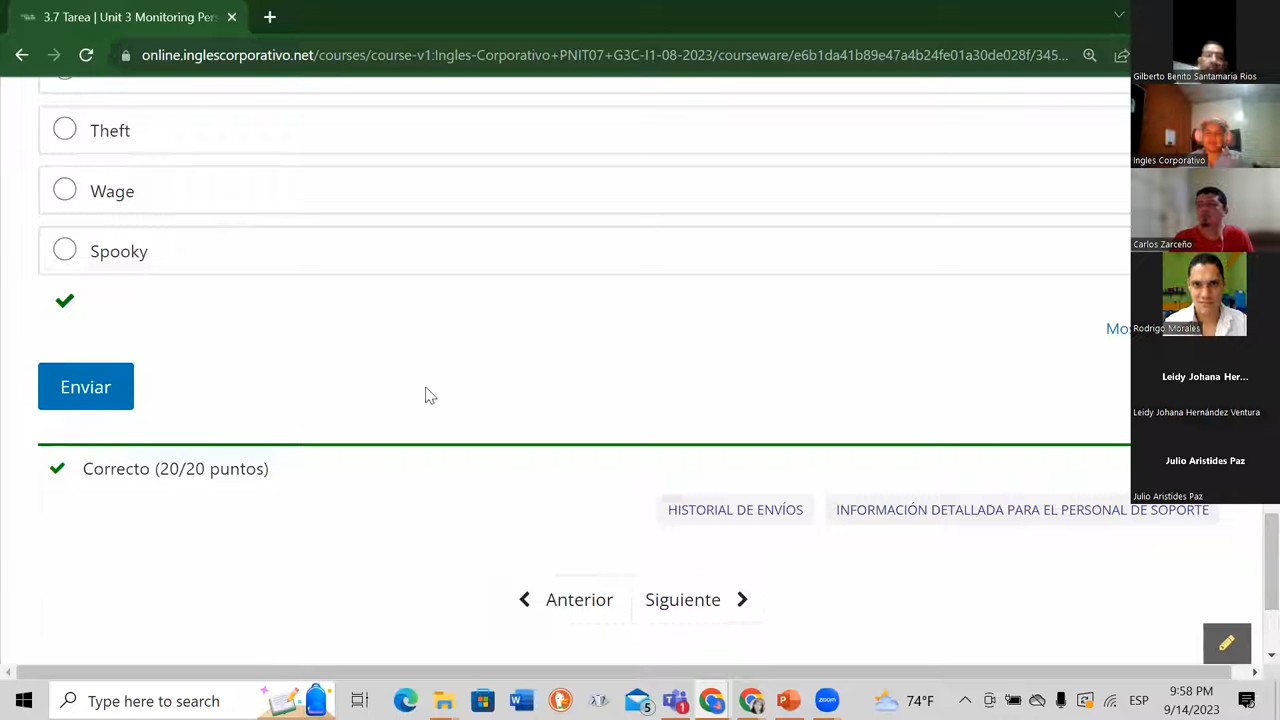 3.7 Tarea | Unit 3 Monitoring Per
online.inglescorporativo.net/courses/course-v1:Ingles-Corporativo+PNIT07+G3C-I1-08-2023/courseware/e6b1da41b89e47a4b24fe01a30de028f/345...
Gilberto Benito Santamaria Rios
Theft
Ingles Corporativo
Wage
Carlos Zarceño
Spooky
Mos
Rodrigo Morales
Enviar
Leidy Johana Her...
Leidy Johana Hernández Ventura
Correcto (20/20 puntos)
Julio Aristides Paz
Julio Aristides Paz
HISTORIAL DE ENVÍOS
INFORMACIÓN DETALLADA PARA EL PERSONAL DE SOPORTE
Anterior
Siguiente
Type here to search
5
1
74°F
ESP
9:58 PM
9/14/2023